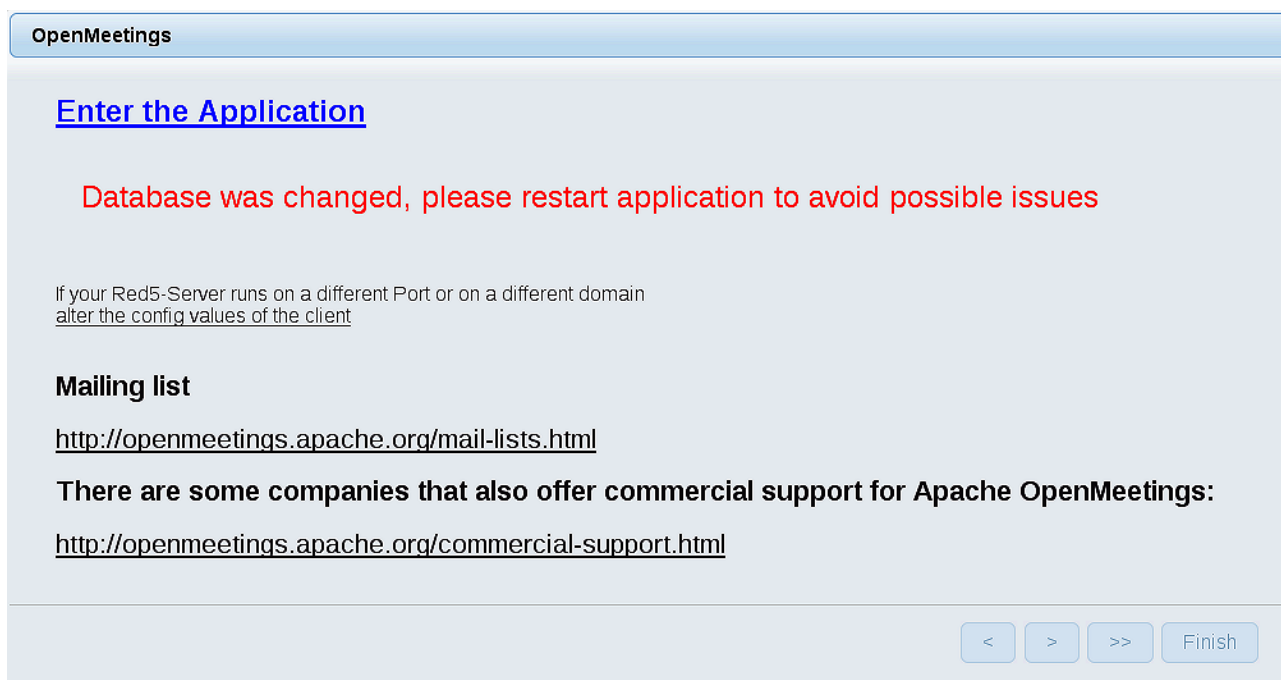 OpenMeetings
Enter the Application
Database was changed, please restart application to avoid possible issues
If your Red5-Server runs on a different Port or on a different domain
alter the config values of the client
Mailing list
http://openmeetings.apache.org/mail-lists.html
There are some companies that also offer commercial support for Apache OpenMeetings:
http://openmeetings.apache.org/commercial-support.html
< > >> Finish